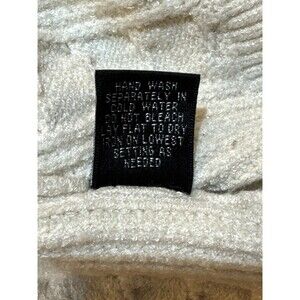 HAND WASH
SEPARATELY IN
COLD WATER
DO NOT BLEACH
LAY FLAT TO DRY
IRON ON LOWEST
SETTING AS
NEEDED